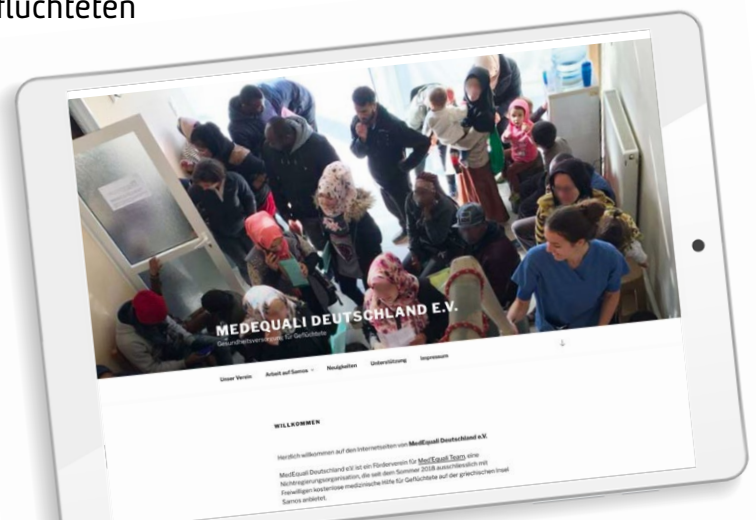 flüchteten
MEDEQUALI DEUTSCHLAND E.V.
Gesundheitsversorgung für Geflüchtete
Unser Verein Arbeit auf Samos Neuigkeiten Unterstützung Impressum
WILLKOMMEN
Herzlich willkommen auf den Internetseiten von MedEquali Deutschland e.V.
MedEquali Deutschland e.V. ist ein Förderverein für Med'Equali Team, eine
Nichtregierungsorganisation, die seit dem Sommer 2018 ausschliesslich mit
Freiwilligen kostenlose medizinische Hilfe für Geflüchtete auf der griechischen Insel
Samos anbietet.